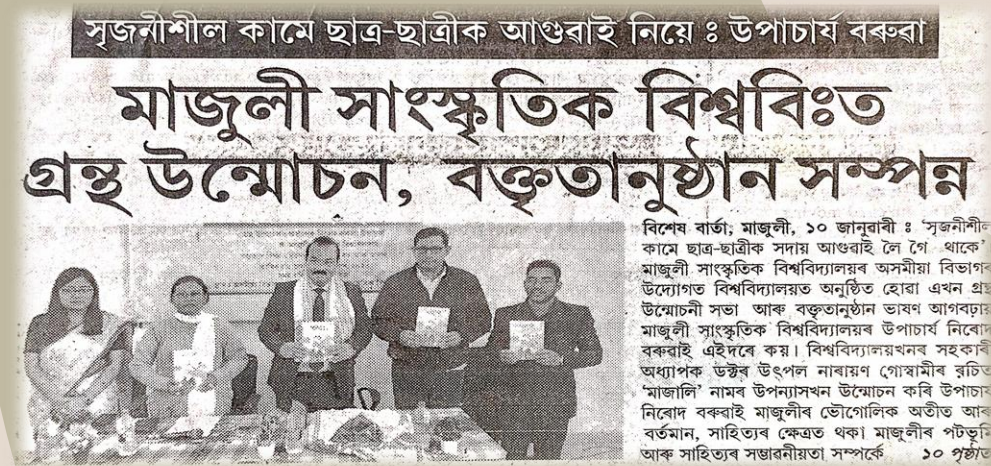 সৃজনীশীল কামে ছাত্ৰ-ছাত্ৰীক আগুৱাই নিয়ে ঃ উপাচাৰ্য বৰুৱা
মাজুলী সাংস্কৃতিক বিশ্ববিঃত
গ্ৰন্থ উন্মোচন, বক্তৃতানুষ্ঠান সম্পন্ন
বিশেষ বাৰ্তা, মাজুলী, ১০ জানুৱাৰী ঃ 'সৃজনীশীল
কামে ছাত্ৰ-ছাত্ৰীক সদায় আগুৱাই লৈ গৈ থাকে'
মাজুলী সাংস্কৃতিক বিশ্ববিদ্যালয়ৰ অসমীয়া বিভাগৰ
উদ্যোগত বিশ্ববিদ্যালয়ত অনুষ্ঠিত হোৱা এখন গ্ৰন্থ
উন্মোচনী সভা আৰু বক্তৃতানুষ্ঠান ভাষণ আগবঢ়ায়
মাজুলী সাংস্কৃতিক বিশ্ববিদ্যালয়ৰ উপাচাৰ্য নিৰোদ
বৰুৱাই এইদৰে কয়। বিশ্ববিদ্যালয়খনৰ সহকাৰী
অধ্যাপক ডক্টৰ উৎপল নাৰায়ণ গোস্বামীৰ ৰচিত
'মাজালি' নামৰ উপন্যাসখন উন্মোচন কৰি উপাচাৰ্য
নিৰোদ বৰুৱাই মাজুলীৰ ভৌগোলিক অতীত আৰু
বৰ্তমান, সাহিত্যৰ ক্ষেত্ৰত থকা মাজুলীৰ পটভূমি
আৰু সাহিত্যৰ সম্ভাৱনীয়তা সম্পৰ্কে ১০ পৃষ্ঠাত